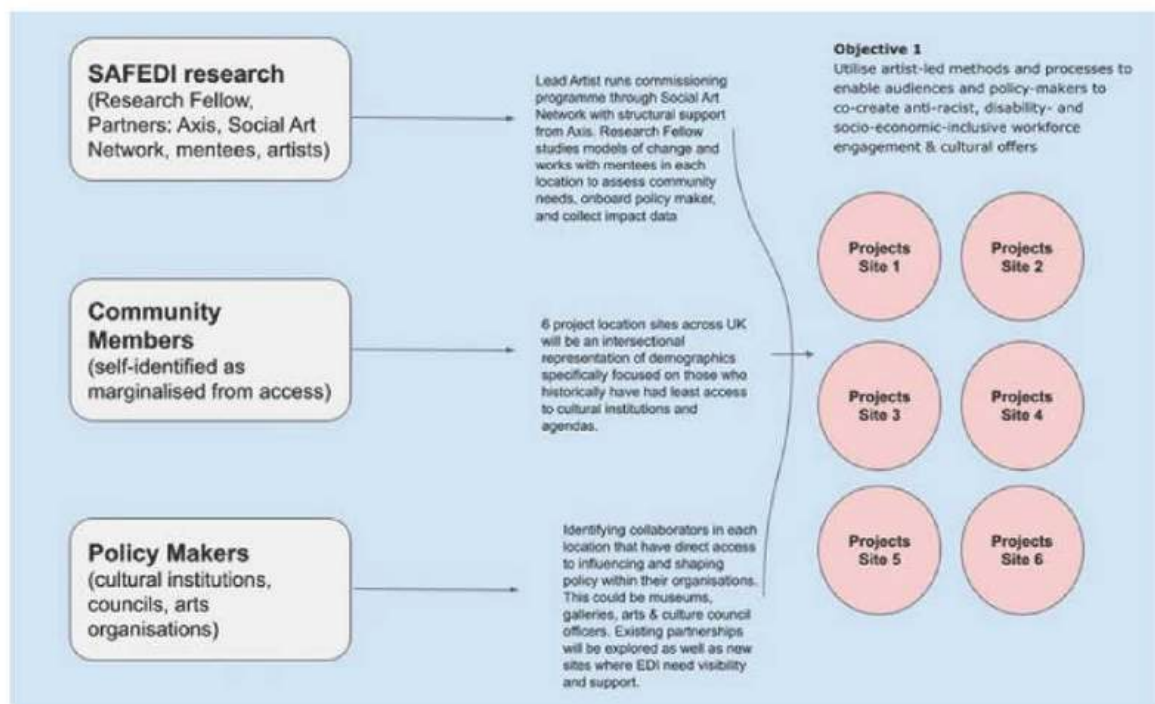 SAFEDI research
(Research Fellow,
Partners: Axis, Social Art
Network, mentees, artists)
Lead Artist runs commissioning
programme through Social Art
Network with structural support
from Axis. Research Fellow
studies models of change and
works with mentees in each
location to assess community
needs, onboard policy maker,
and collect impact data
Objective 1
Utilise artist-led methods and processes to
enable audiences and policy-makers to
co-create anti-racist, disability- and
socio-economic-inclusive workforce
engagement & cultural offers
Community
Members
(self-identified as
marginalised from access)
6 project location sites across UK
will be an intersectional
representation of demographics
specifically focused on those who
historically have had least access
to cultural institutions and
agendas.
Policy Makers
(cultural institutions,
councils, arts
organisations)
Identifying collaborators in each
location that have direct access
to influencing and shaping
policy within their organisations.
This could be museums,
galleries, arts & culture council
officers. Existing partnerships
will be explored as well as new
sites where EDI need visibility
and support.
Projects
Site 1
Projects
Site 2
Projects
Site 3
Projects
Site 4
Projects
Site 5
Projects
Site 6